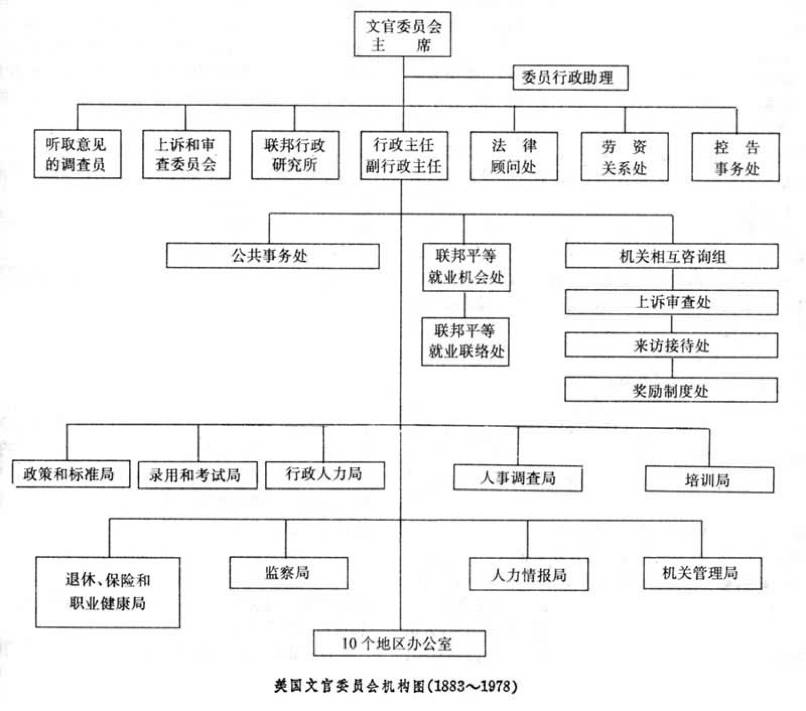 文官委员会
主 席
委员行政助理
听取意见
的调查员
上诉和审
查委员会
联邦行政
研究所
行政主任
副行政主任
法 律
顾问处
劳 资
关系处
控 告
事务处
公共事务处
联邦平等
就业机会处
机关相互咨询组
上诉审查处
联邦平等
就业联络处
来访接待处
奖励制度处
政策和标准局
录用和考试局
行政人力局
人事调查局
培训局
退休、保险和
职业健康局
监察局
人力情报局
机关管理局
10个地区办公室
美国文官委员会机构图(1883～1978)